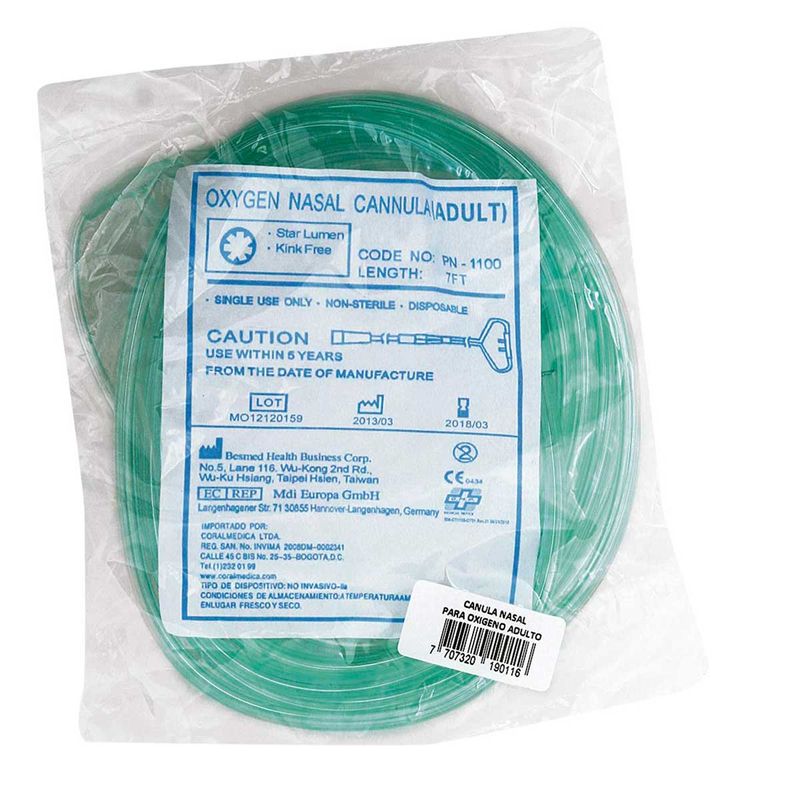 OXYGEN NASAL CANNULA(ADULT)
· Star Lumen
· Kink Free
CODE NO: PN - 1100
LENGTH: 7FT
· SINGLE USE ONLY · NON-STERILE · DISPOSABLE
CAUTION
USE WITHIN 5 YEARS
FROM THE DATE OF MANUFACTURE
LOT
MO12120159
2013/03
2018/03
2
Besmed Health Business Corp.
No.5, Lane 116, Wu-Kong 2nd Rd.,
Wu-Ku Hsiang, Taipei Hsien, Taiwan
CE 0434
EC REP Mdi Europa GmbH
Langenhagener Str. 71 30855 Hannover-Langenhagen, Germany
IMPORTADO POR:
CORALMEDICA LTDA.
REG. SAN. No. INVIMA 2008DM-0002341
CALLE 45 C BIS No. 25-35-BOGOTA,D.C.
Tel.(1)232 01 99
www.coralmedica.com
TIPO DE DISPOSITIVO: NO INVASIVO-IIa
CONDICIONES DE ALMACENAMIENTO:ATEMPERATURAAM
ENLUGAR FRESCO Y SECO.
CANULA NASAL
PARA OXIGENO ADULTO
7 707320 190116